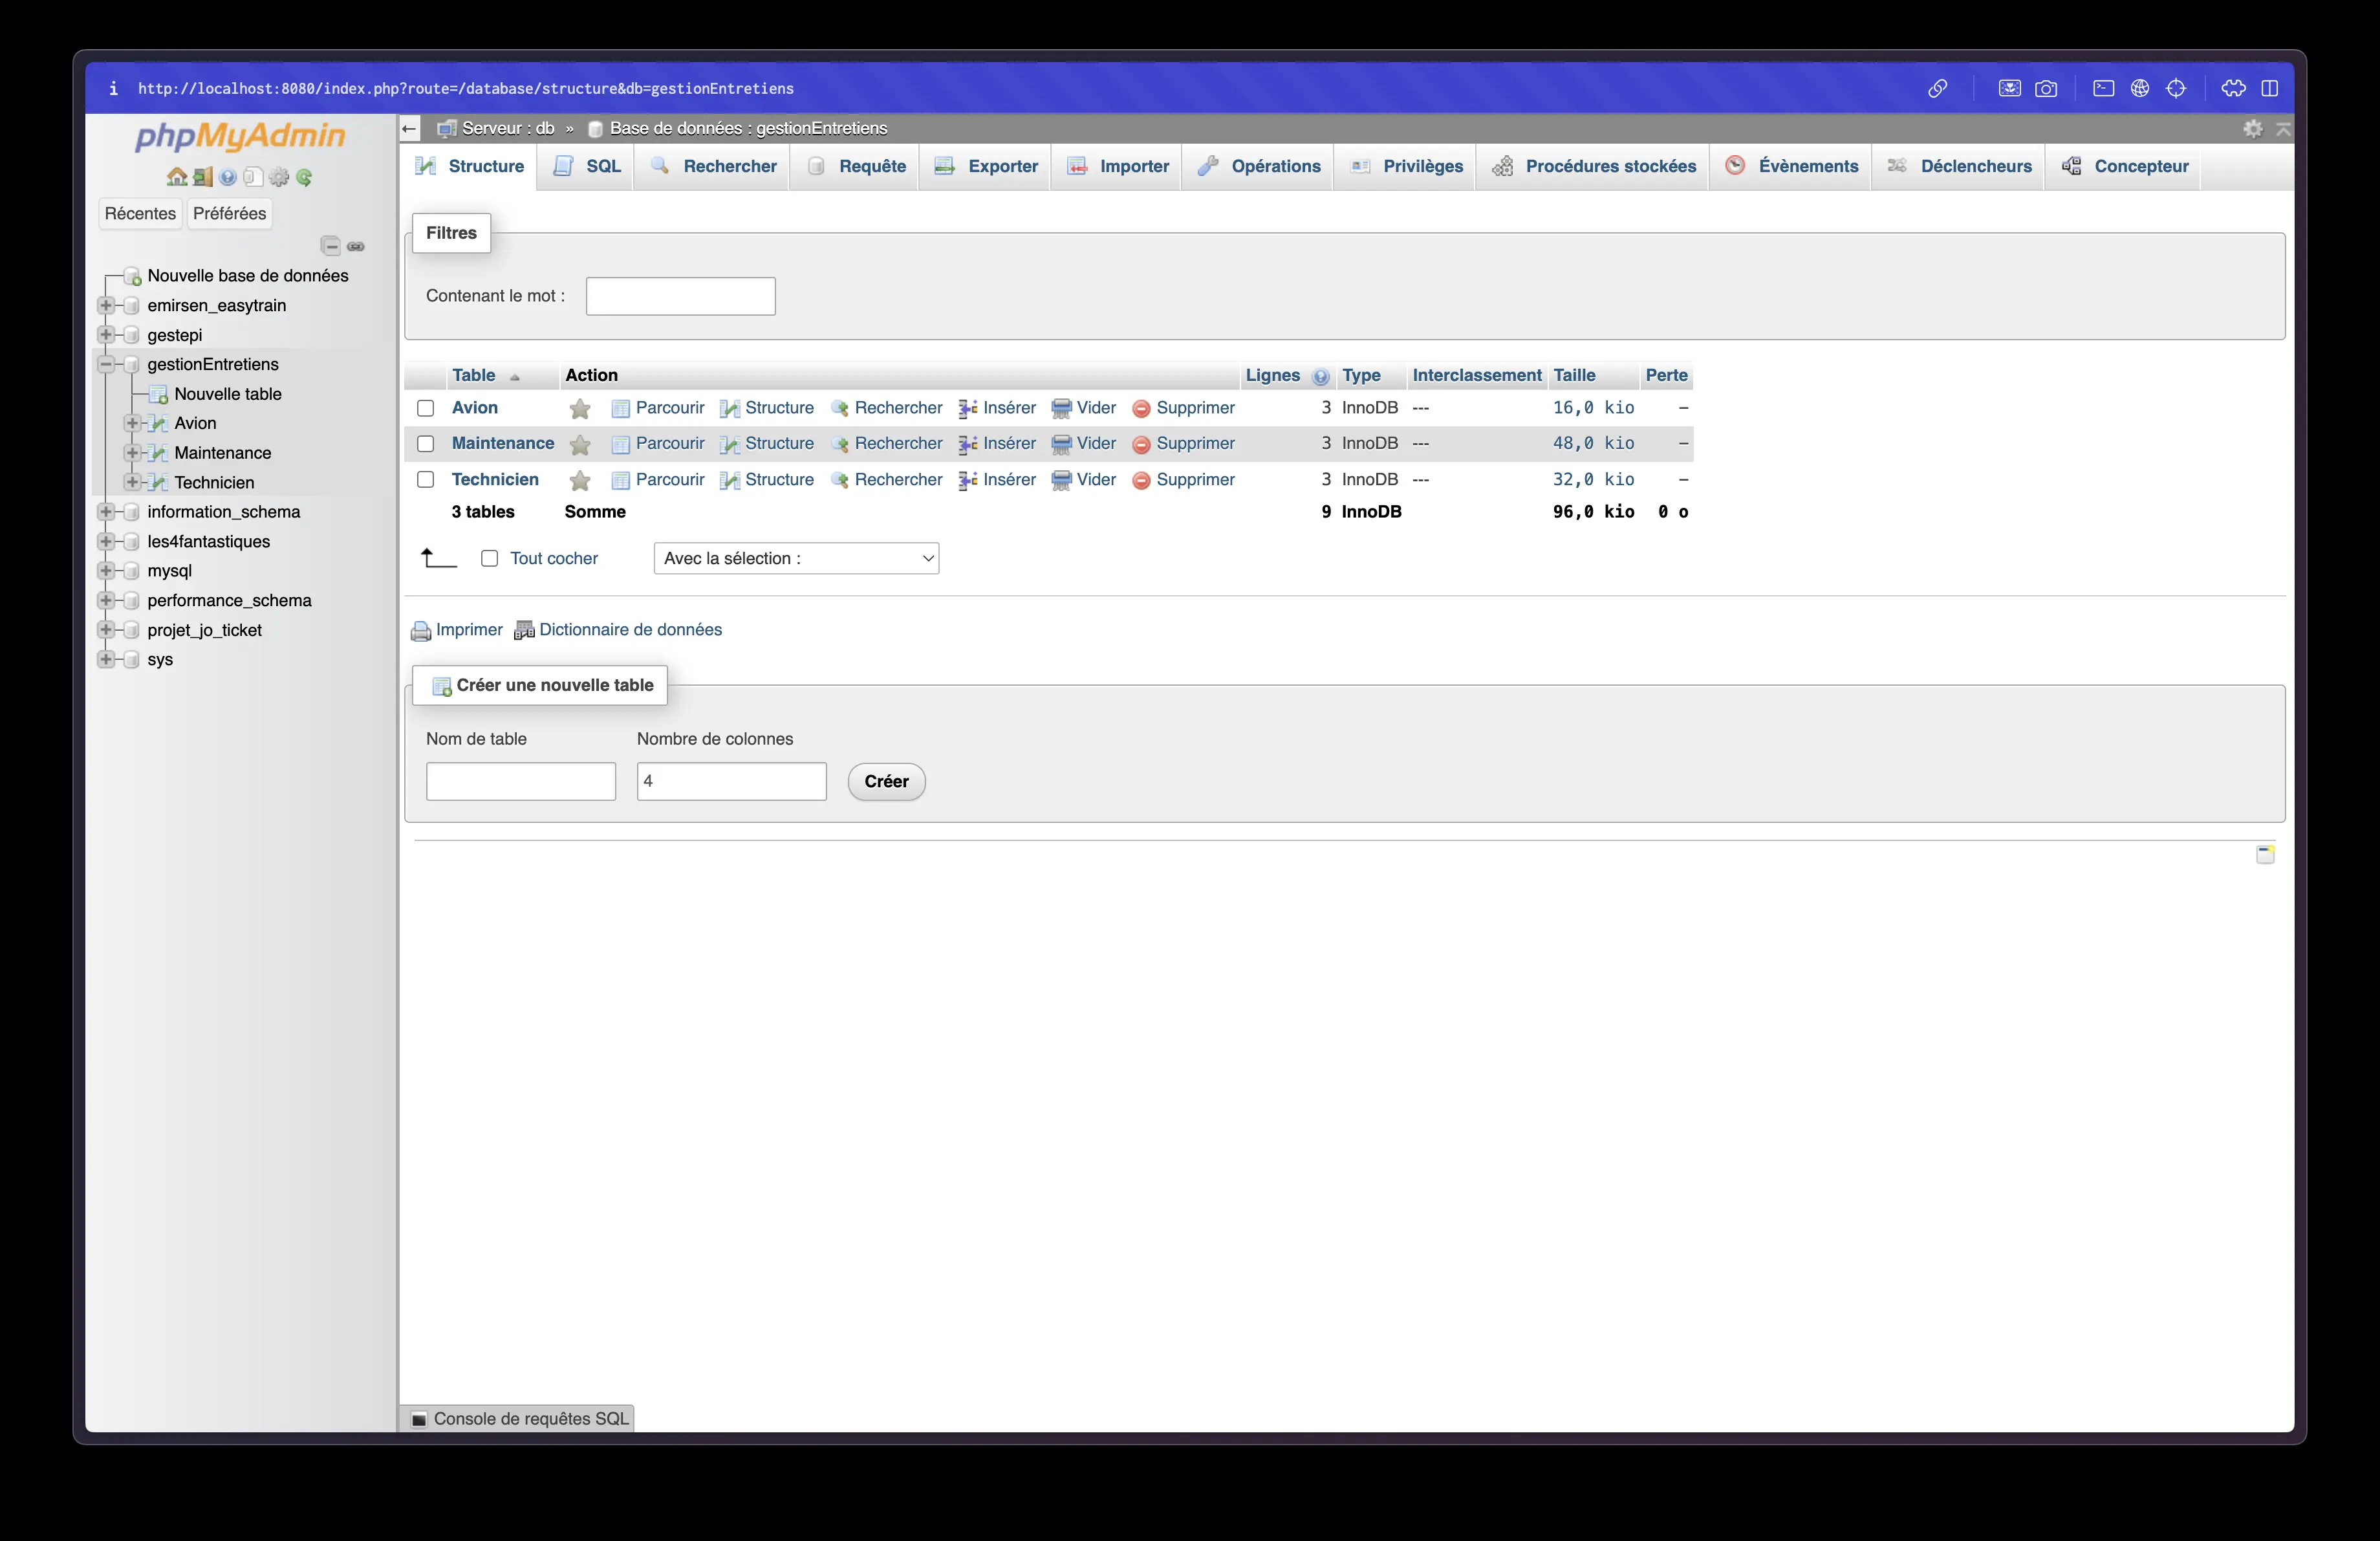 i http://localhost:8080/index.php?route=/database/structure&db=gestionEntretiens
phpMyAdmin
Récentes Préférées
Nouvelle base de données
emirsen_easytrain
gestepi
gestionEntretiens
Nouvelle table
Avion
Maintenance
Technicien
information_schema
les4fantastiques
mysql
performance_schema
projet_jo_ticket
sys
← Serveur : db » Base de données : gestionEntretiens
Structure SQL Rechercher Requête Exporter Importer Opérations Privilèges Procédures stockées Évènements Déclencheurs Concepteur
Filtres
Contenant le mot :
Table Action Lignes Type Interclassement Taille Perte
Avion Parcourir Structure Rechercher Insérer Vider Supprimer 3 InnoDB --- 16,0 kio –
Maintenance Parcourir Structure Rechercher Insérer Vider Supprimer 3 InnoDB --- 48,0 kio –
Technicien Parcourir Structure Rechercher Insérer Vider Supprimer 3 InnoDB --- 32,0 kio –
3 tables Somme 9 InnoDB 96,0 kio 0 o
Tout cocher Avec la sélection :
Imprimer Dictionnaire de données
Créer une nouvelle table
Nom de table Nombre de colonnes
4 Créer
Console de requêtes SQL